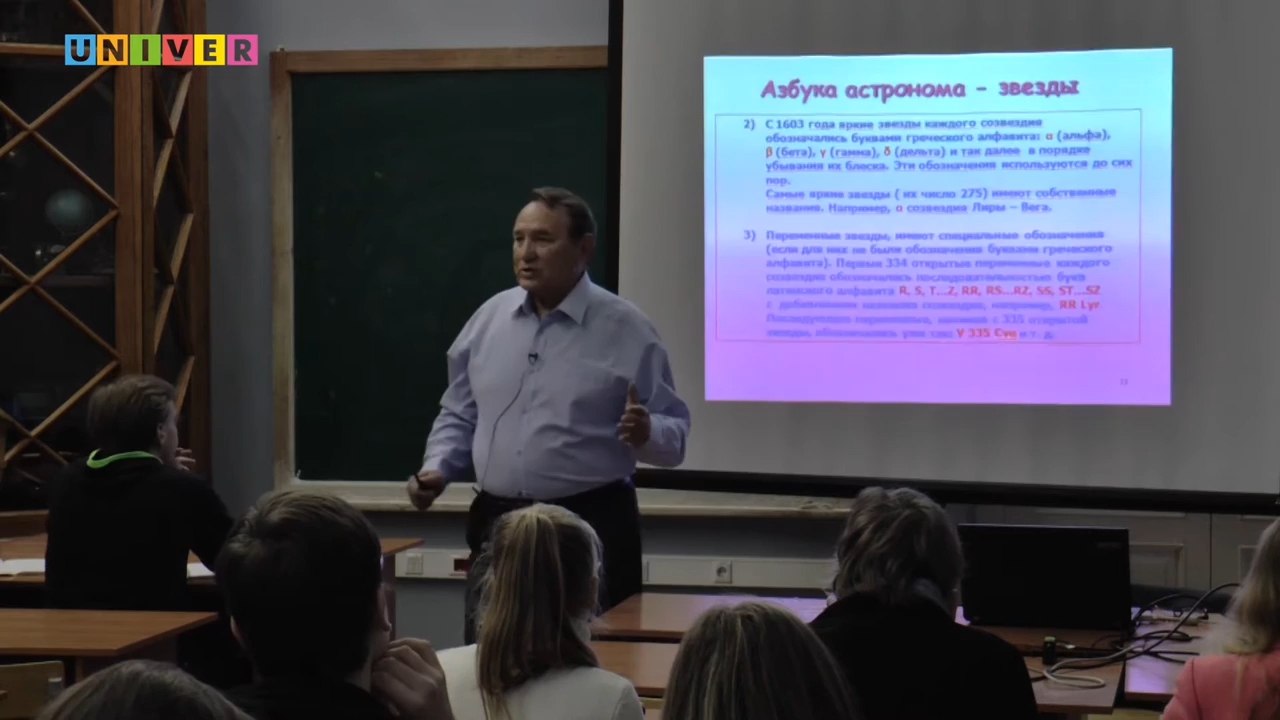 UNIVER
Азбука астронома – звезды
2) С 1603 года яркие звезды каждого созвездия
обозначались буквами греческого алфавита: α (альфа),
β (бета), γ (гамма), δ (дельта) и так далее в порядке
убывания их блеска. Эти обозначения используются до сих
пор.
Самые яркие звезды ( их число 275) имеют собственные
названия. Например, α созвездия Лиры – Вега.
3) Переменные звезды, имеют специальные обозначения
(если для них не были обозначения буквами греческого
алфавита). Первые 334 открытые переменные каждого
созвездия обозначались последовательностью букв
латинского алфавита R, S, T...Z, RR, RS...RZ, SS, ST...SZ
с добавлением названия созвездия, например, RR Lyr
Последующие переменные, начиная с 335 открытой
звезды, обозначались уже так: V 335 Cyg и т. д.